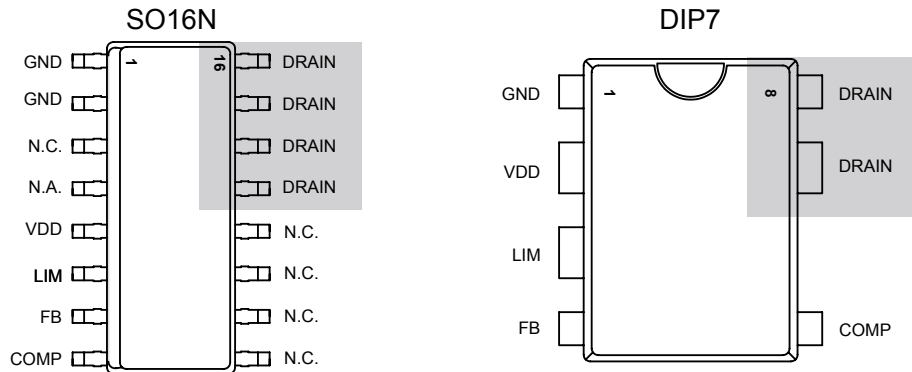 SO16N
GND
GND
N.C.
N.A.
VDD
LIM
FB
COMP
1
16
DRAIN
DRAIN
DRAIN
DRAIN
N.C.
N.C.
N.C.
N.C.
DIP7
GND
VDD
LIM
FB
1
8
DRAIN
DRAIN
COMP